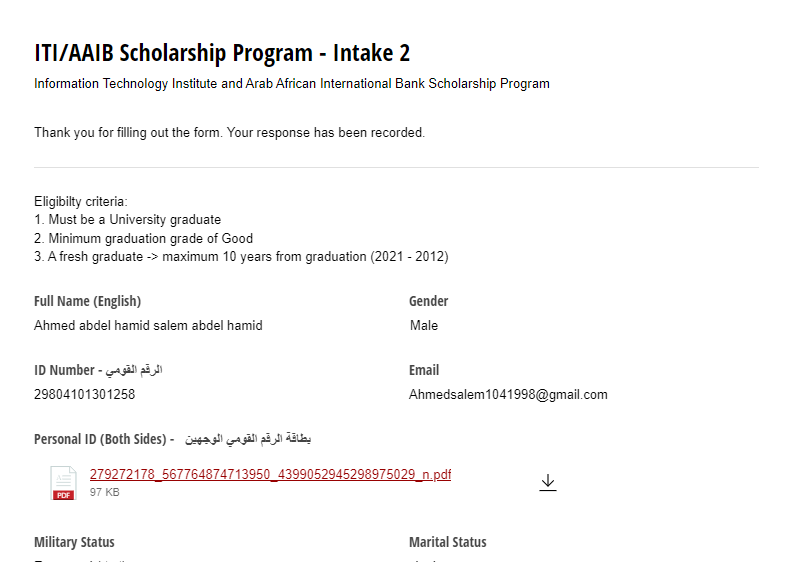 ITI/AAIB Scholarship Program - Intake 2
Information Technology Institute and Arab African International Bank Scholarship Program
Thank you for filling out the form. Your response has been recorded.
Eligibilty criteria:
1. Must be a University graduate
2. Minimum graduation grade of Good
3. A fresh graduate -> maximum 10 years from graduation (2021 - 2012)
Full Name (English)
Gender
Ahmed abdel hamid salem abdel hamid
Male
ID Number - الرقم القومي
Email
29804101301258
Ahmedsalem1041998@gmail.com
Personal ID (Both Sides) - بطاقة الرقم القومي الوجهين
PDF
279272178_567764874713950_4399052945298975029_n.pdf
97 KB
Military Status
Marital Status